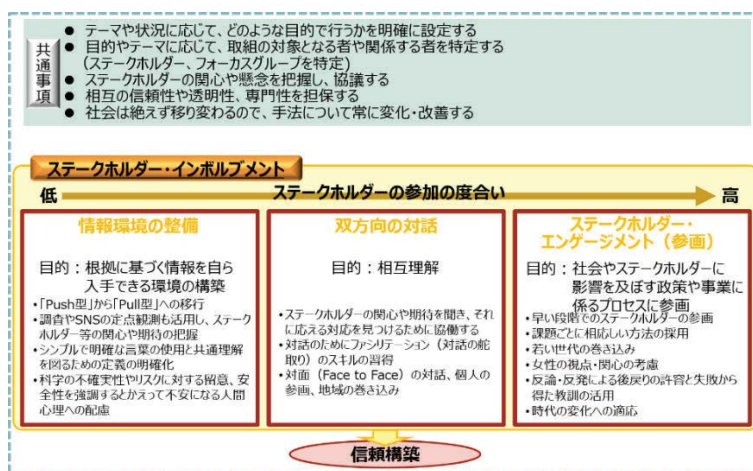 共通事項
● テーマや状況に応じて、どのような目的で行うかを明確に設定する
● 目的やテーマに応じて、取組の対象となる者や関係する者を特定する
(ステークホルダー、フォーカスグループを特定)
● ステークホルダーの関心や懸念を把握し、協議する
● 相互の信頼性や透明性、専門性を担保する
● 社会は絶えず移り変わるので、手法について常に変化・改善する
ステークホルダー・インボルブメント
低 ステークホルダーの参加の度合い 高
情報環境の整備
目的：根拠に基づく情報を自ら
入手できる環境の構築
・「Push型」から「Pull型」への移行
・調査やSNSの定点観測も活用し、ステーク
ホルダー等の関心や期待の把握
・シンプルで明確な言葉の使用と共通理解
を図るための定義の明確化
・科学の不確実性やリスクに対する留意、安
全性を強調するとかえって不安になる人間
心理への配慮
双方向の対話
目的：相互理解
・ステークホルダーの関心や期待を聞き、それ
に応える対応を見つけるために協働する
・対話のためにファシリテーション（対話の舵
取り）のスキルの習得
・対面（Face to Face）の対話、個人の
参画、地域の巻き込み
ステークホルダー・
エンゲージメント（参画）
目的：社会やステークホルダーに
影響を及ぼす政策や事業に
係るプロセスに参画
・早い段階でのステークホルダーの参画
・課題ごとに相応しい方法の採用
・若い世代の巻き込み
・女性の視点・関心の考慮
・反論・反発による後戻りの許容と失敗から
得た教訓の活用
・時代の変化への適応
信頼構築